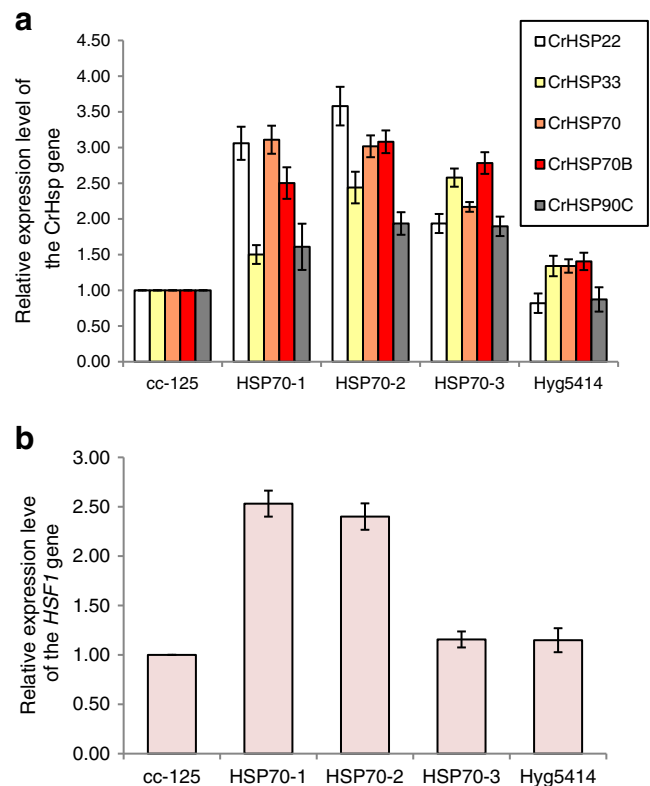 a
Relative expression level of
the CrHsp gene
4.50
4.00
3.50
3.00
2.50
2.00
1.50
1.00
0.50
0.00
CrHSP22
CrHSP33
CrHSP70
CrHSP70B
CrHSP90C
cc-125 HSP70-1 HSP70-2 HSP70-3 Hyg5414
b
Relative expression leve
of the HSF1 gene
3.00
2.50
2.00
1.50
1.00
0.50
0.00
cc-125 HSP70-1 HSP70-2 HSP70-3 Hyg5414